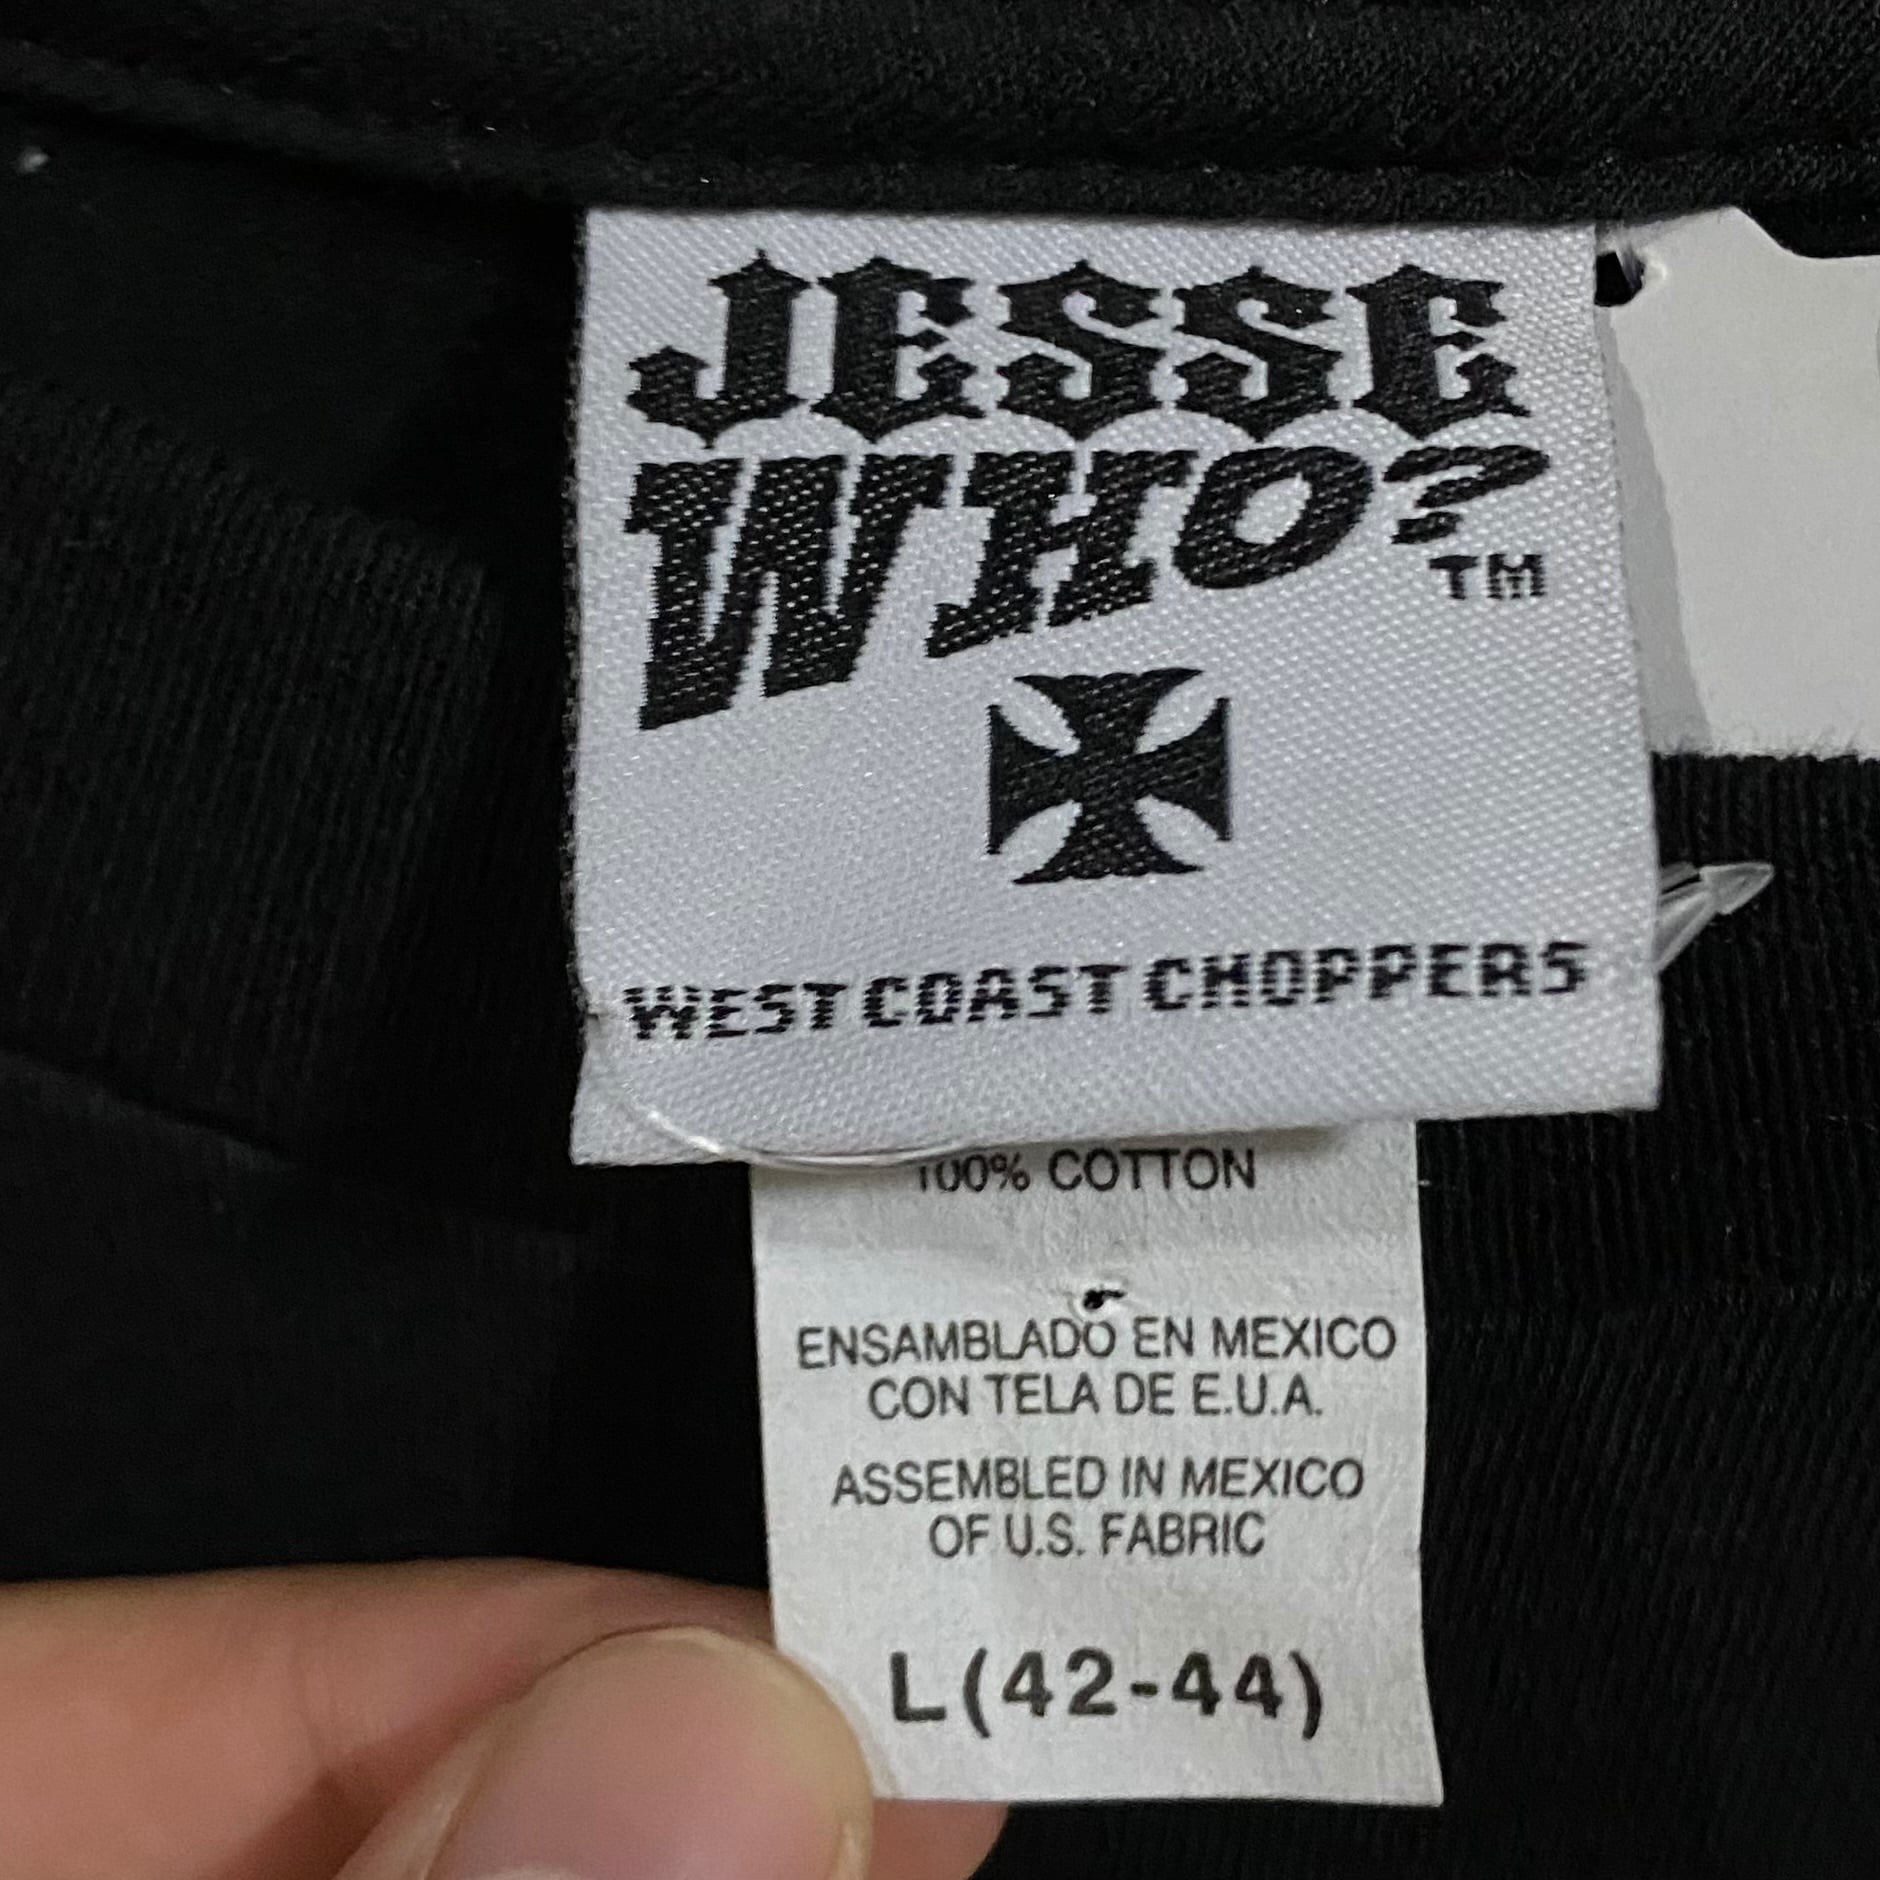 JESSE
WHO?
TM
WEST COAST CHOPPERS
100% COTTON
ENSAMBLADO EN MEXICO
CON TELA DE E.U.A.
ASSEMBLED IN MEXICO
OF U.S. FABRIC
L(42-44)